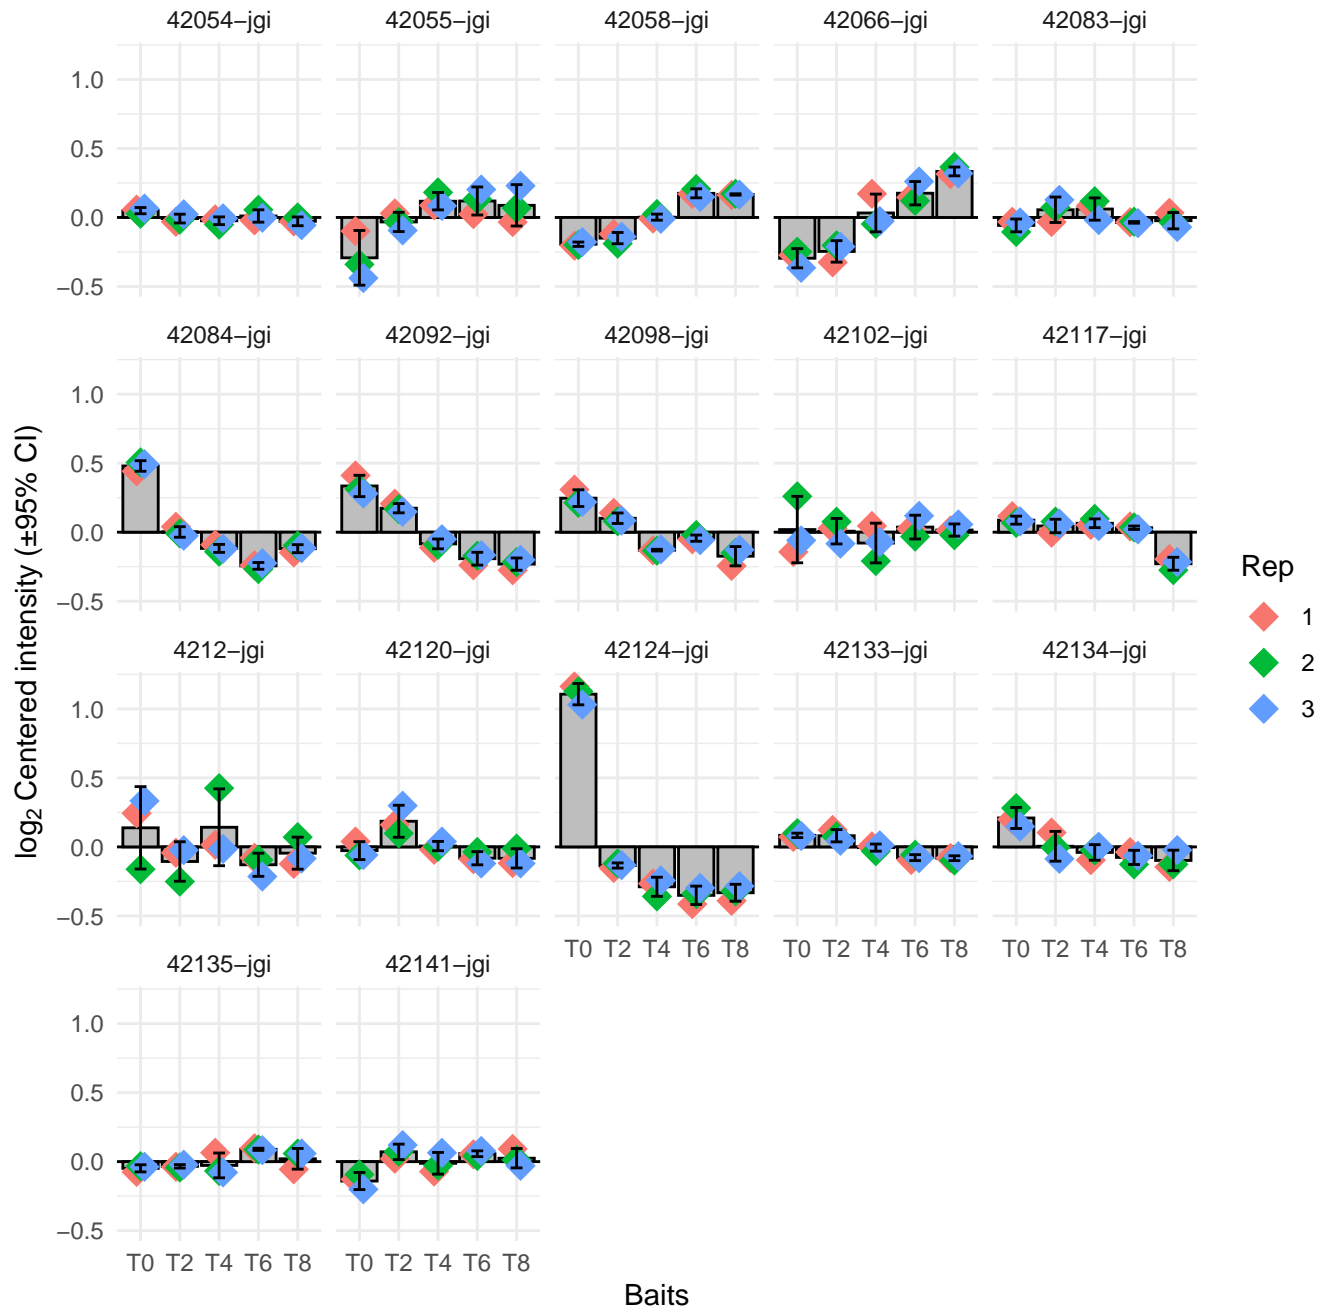 42054−jgi 42055−jgi 42058−jgi 42066−jgi 42083−jgi
1.0
0.5
0.0
−0.5
42084−jgi 42092−jgi 42098−jgi 42102−jgi 42117−jgi
1.0
0.5
0.0
−0.5
4212−jgi 42120−jgi 42124−jgi 42133−jgi 42134−jgi
1.0
0.5
0.0
−0.5
T0 T2 T4 T6 T8 T0 T2 T4 T6 T8 T0 T2 T4 T6 T8
42135−jgi 42141−jgi
1.0
0.5
0.0
−0.5
T0 T2 T4 T6 T8 T0 T2 T4 T6 T8
Baits
log2 Centered intensity (±95% CI)
Rep
1
2
3